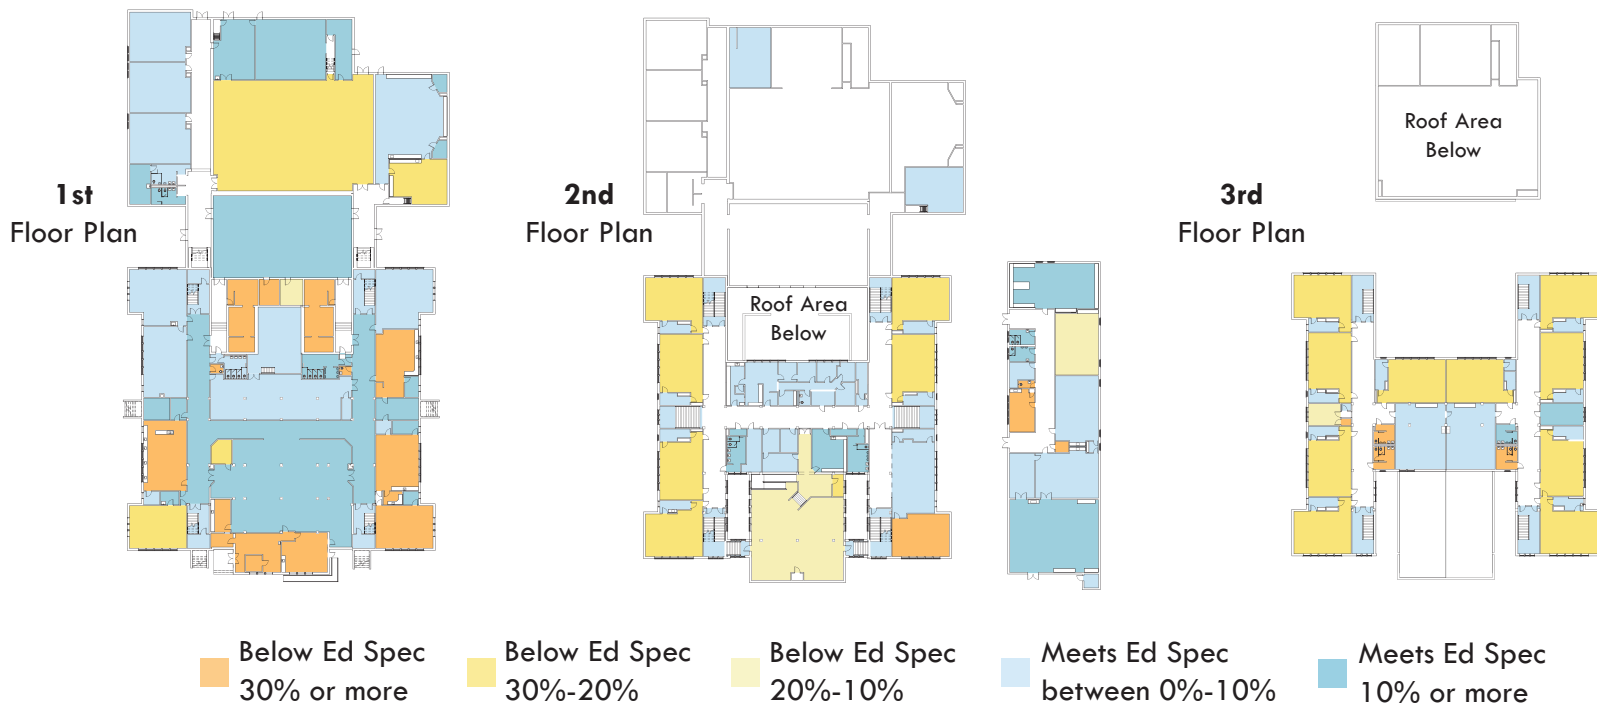 1st
Floor Plan
2nd
Floor Plan
Roof Area
Below
3rd
Floor Plan
Roof Area
Below
Below Ed Spec
30% or more
Below Ed Spec
30%-20%
Below Ed Spec
20%-10%
Meets Ed Spec
between 0%-10%
Meets Ed Spec
10% or more